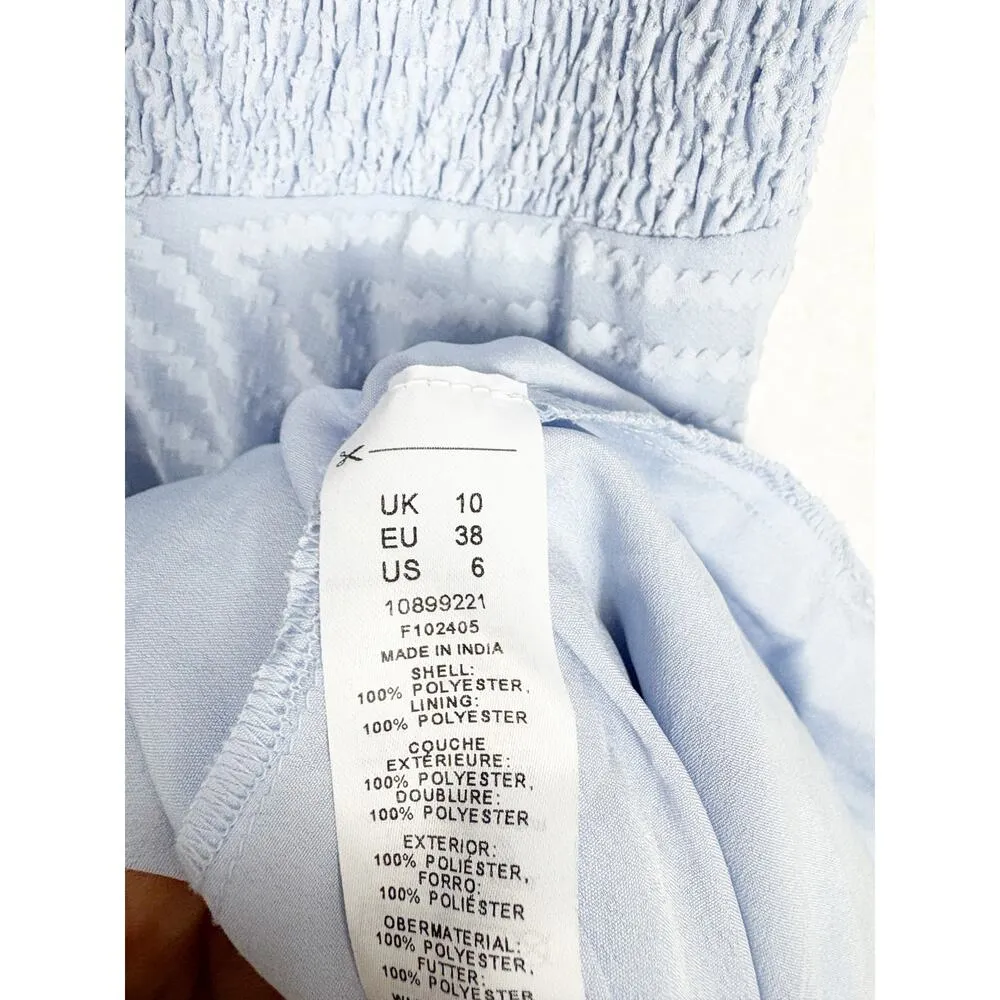 UK 10
EU 38
US 6
10899221
F102405
MADE IN INDIA
SHELL:
100% POLYESTER,
LINING:
100% POLYESTER
COUCHE
EXTÉRIEURE:
100% POLYESTER,
DOUBLURE:
100% POLYESTER
EXTERIOR:
100% POLIÉSTER,
FORRO:
100% POLIÉSTER
OBERMATERIAL:
100% POLYESTER,
FUTTER:
100% POLYESTER